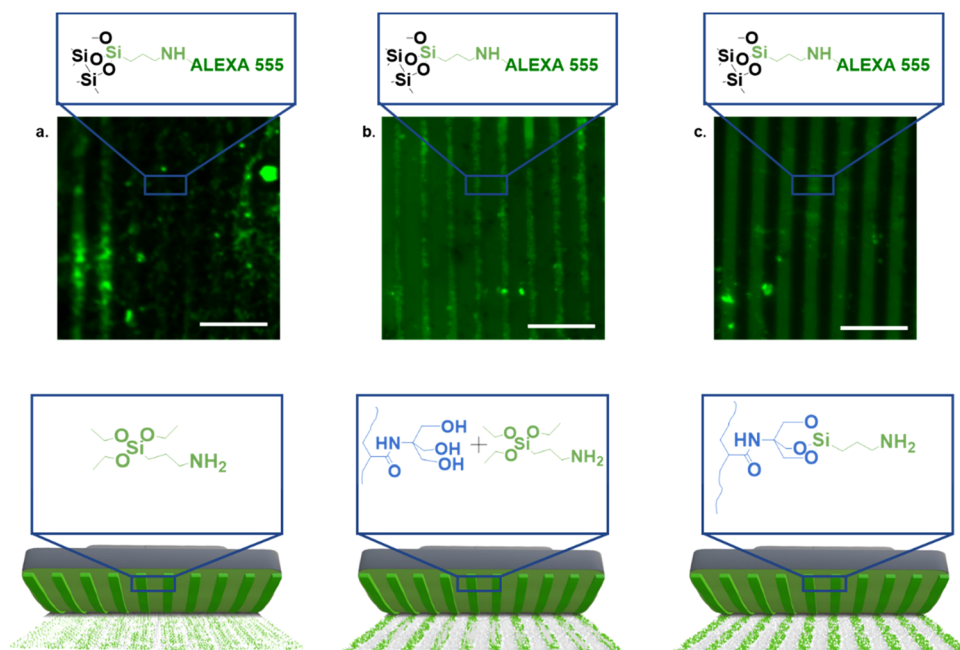 O
Si
NH
Si
O
O
Si
ALEXA 555
O
Si
NH
Si
O
O
Si
ALEXA 555
O
Si
NH
Si
O
O
Si
ALEXA 555
a.
b.
c.
O
O
Si
O
NH2
OH
HN
OH
OH
O
+
O
O
Si
O
NH2
O
HN
O
O
Si
NH2
O